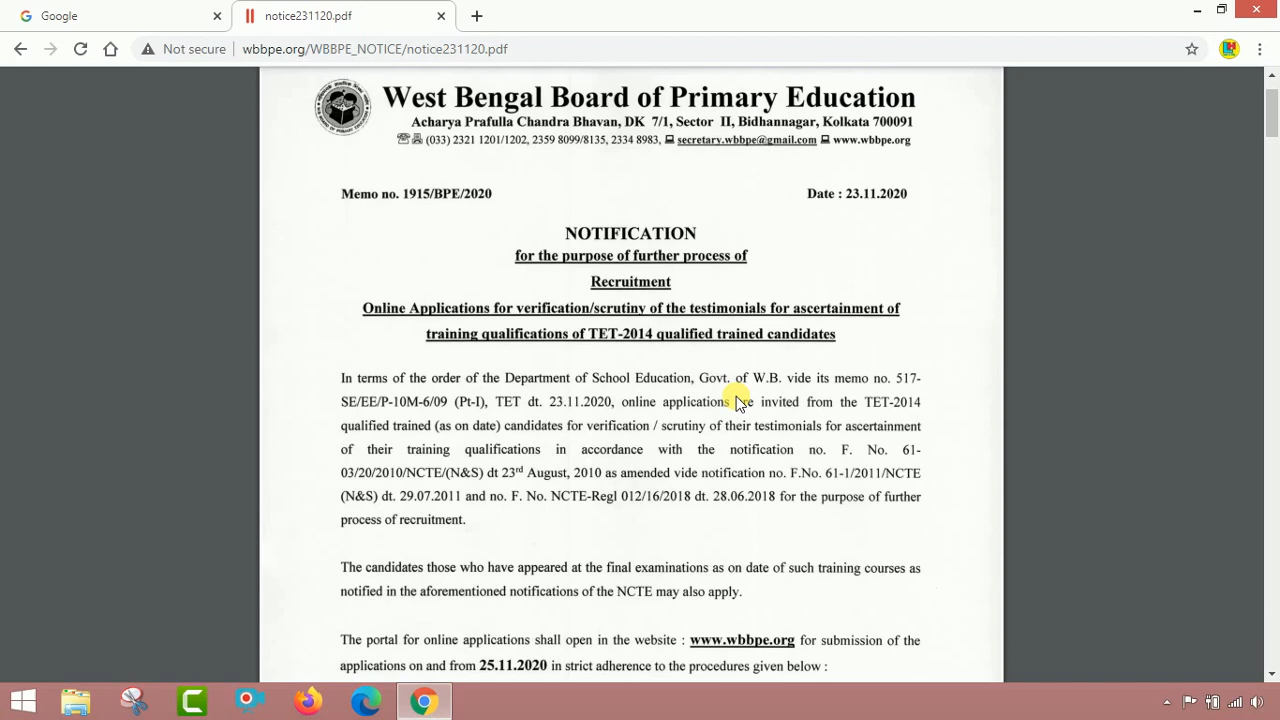 Google
notice231120.pdf
Not secure
wbbpe.org/WBBPE_NOTICE/notice231120.pdf
West Bengal Board of Primary Education
Acharya Prafulla Chandra Bhavan, DK 7/1, Sector II, Bidhannagar, Kolkata 700091
(033) 2321 1201/1202, 2359 8099/8135, 2334 8983, secretary.wbbpe@gmail.com www.wbbpe.org
Memo no. 1915/BPE/2020 Date : 23.11.2020
NOTIFICATION
for the purpose of further process of
Recruitment
Online Applications for verification/scrutiny of the testimonials for ascertainment of
training qualifications of TET-2014 qualified trained candidates
In terms of the order of the Department of School Education, Govt. of W.B. vide its memo no. 517-
SE/EE/P-10M-6/09 (Pt-I), TET dt. 23.11.2020, online applications are invited from the TET-2014
qualified trained (as on date) candidates for verification / scrutiny of their testimonials for ascertainment
of their training qualifications in accordance with the notification no. F. No. 61-
03/20/2010/NCTE/(N&S) dt 23rd August, 2010 as amended vide notification no. F.No. 61-1/2011/NCTE
(N&S) dt. 29.07.2011 and no. F. No. NCTE-Regl 012/16/2018 dt. 28.06.2018 for the purpose of further
process of recruitment.
The candidates those who have appeared at the final examinations as on date of such training courses as
notified in the aforementioned notifications of the NCTE may also apply.
The portal for online applications shall open in the website : www.wbbpe.org for submission of the
applications on and from 25.11.2020 in strict adherence to the procedures given below :